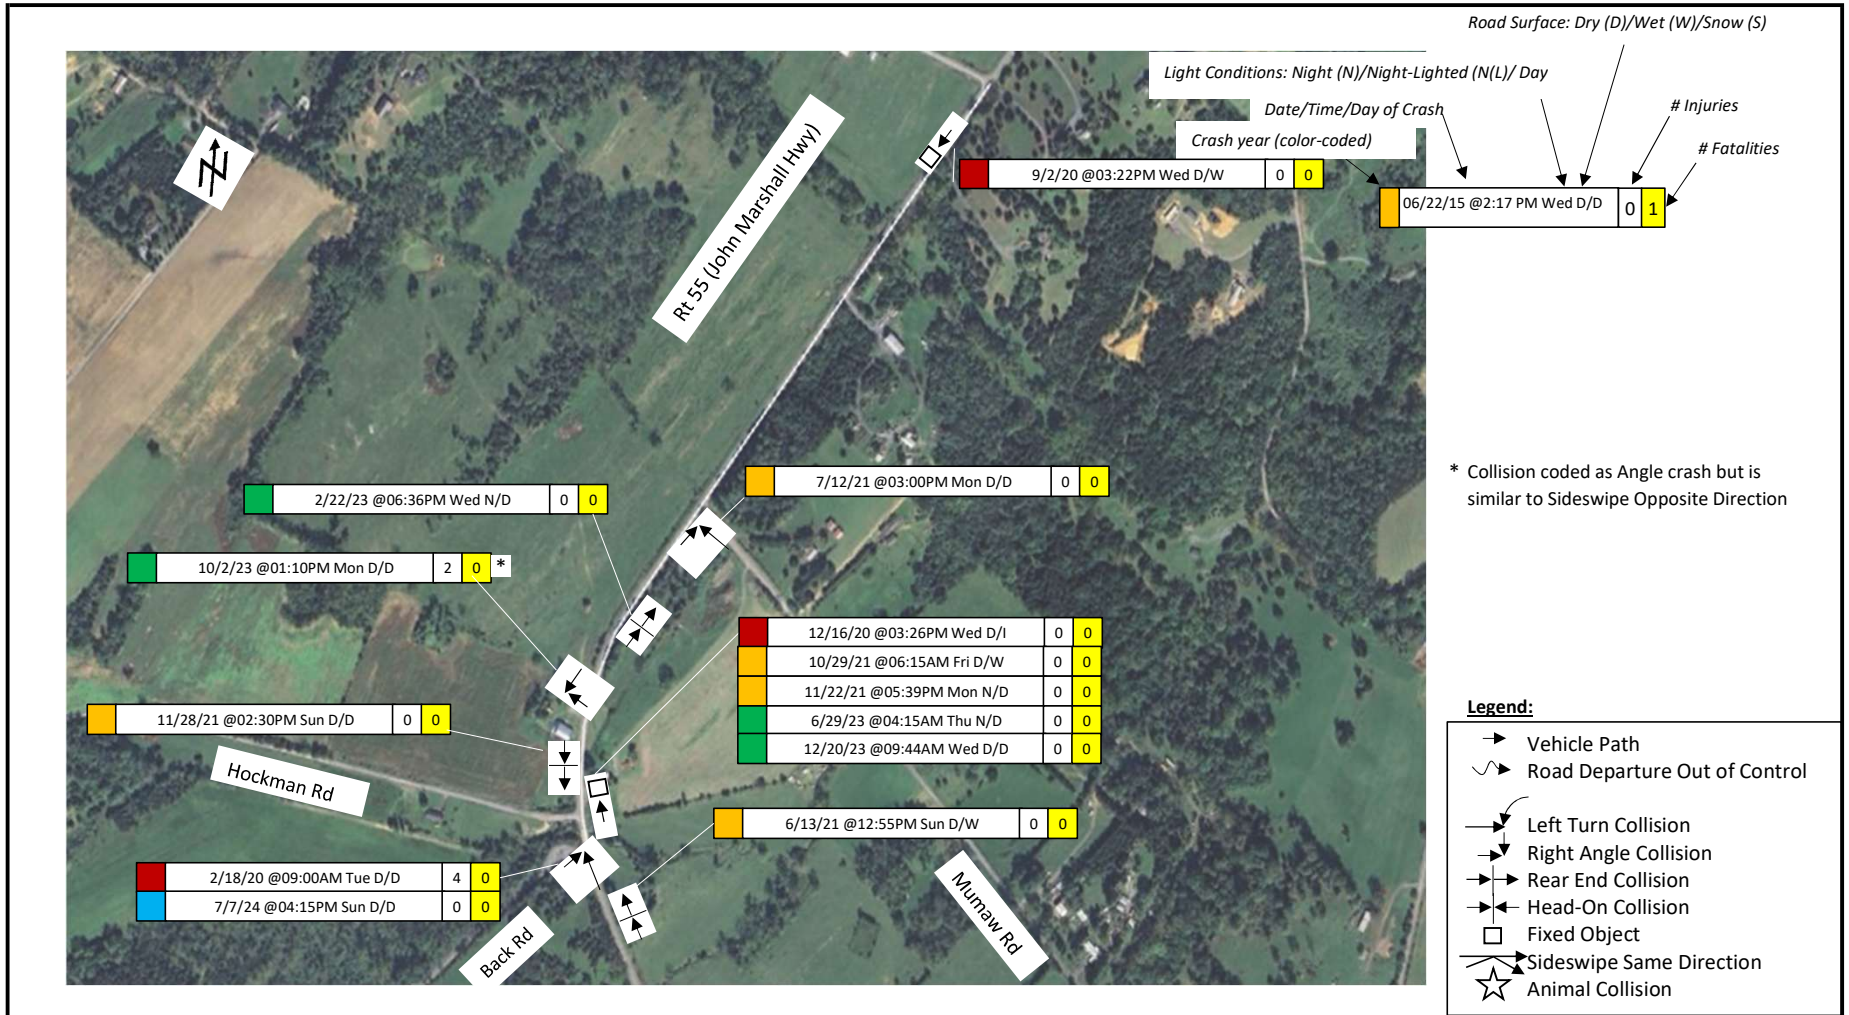 Road Surface: Dry (D)/Wet (W)/Snow (S)
Light Conditions: Night (N)/Night-Lighted (N(L)/ Day
Date/Time/Day of Crash
# Injuries
Crash year (color-coded)
# Fatalities
06/22/15 @2:17 PM Wed D/D 0 1
9/2/20 @03:22PM Wed D/W 0 0
N
Rt 55 (John Marshall Hwy)
7/12/21 @03:00PM Mon D/D 0 0
2/22/23 @06:36PM Wed N/D 0 0
10/2/23 @01:10PM Mon D/D 2 0 *
* Collision coded as Angle crash but is
similar to Sideswipe Opposite Direction
12/16/20 @03:26PM Wed D/I 0 0
10/29/21 @06:15AM Fri D/W 0 0
11/22/21 @05:39PM Mon N/D 0 0
6/29/23 @04:15AM Thu N/D 0 0
12/20/23 @09:44AM Wed D/D 0 0
11/28/21 @02:30PM Sun D/D 0 0
Hockman Rd
6/13/21 @12:55PM Sun D/W 0 0
2/18/20 @09:00AM Tue D/D 4 0
7/7/24 @04:15PM Sun D/D 0 0
Back Rd
Mumaw Rd
Legend:
Vehicle Path
Road Departure Out of Control
Left Turn Collision
Right Angle Collision
Rear End Collision
Head-On Collision
Fixed Object
Sideswipe Same Direction
Animal Collision